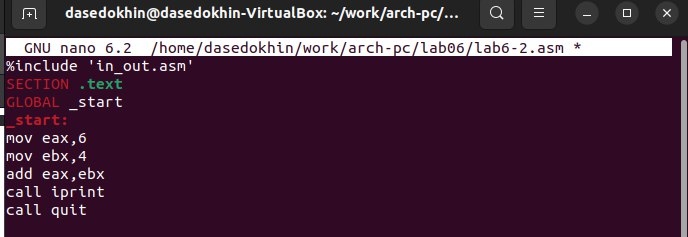 dasedokhin@dasedokhin-VirtualBox: ~/work/arch-pc/...
GNU nano 6.2 /home/dasedokhin/work/arch-pc/lab06/lab6-2.asm *
%include 'in_out.asm'
SECTION .text
GLOBAL _start
_start:
mov eax,6
mov ebx,4
add eax,ebx
call iprint
call quit